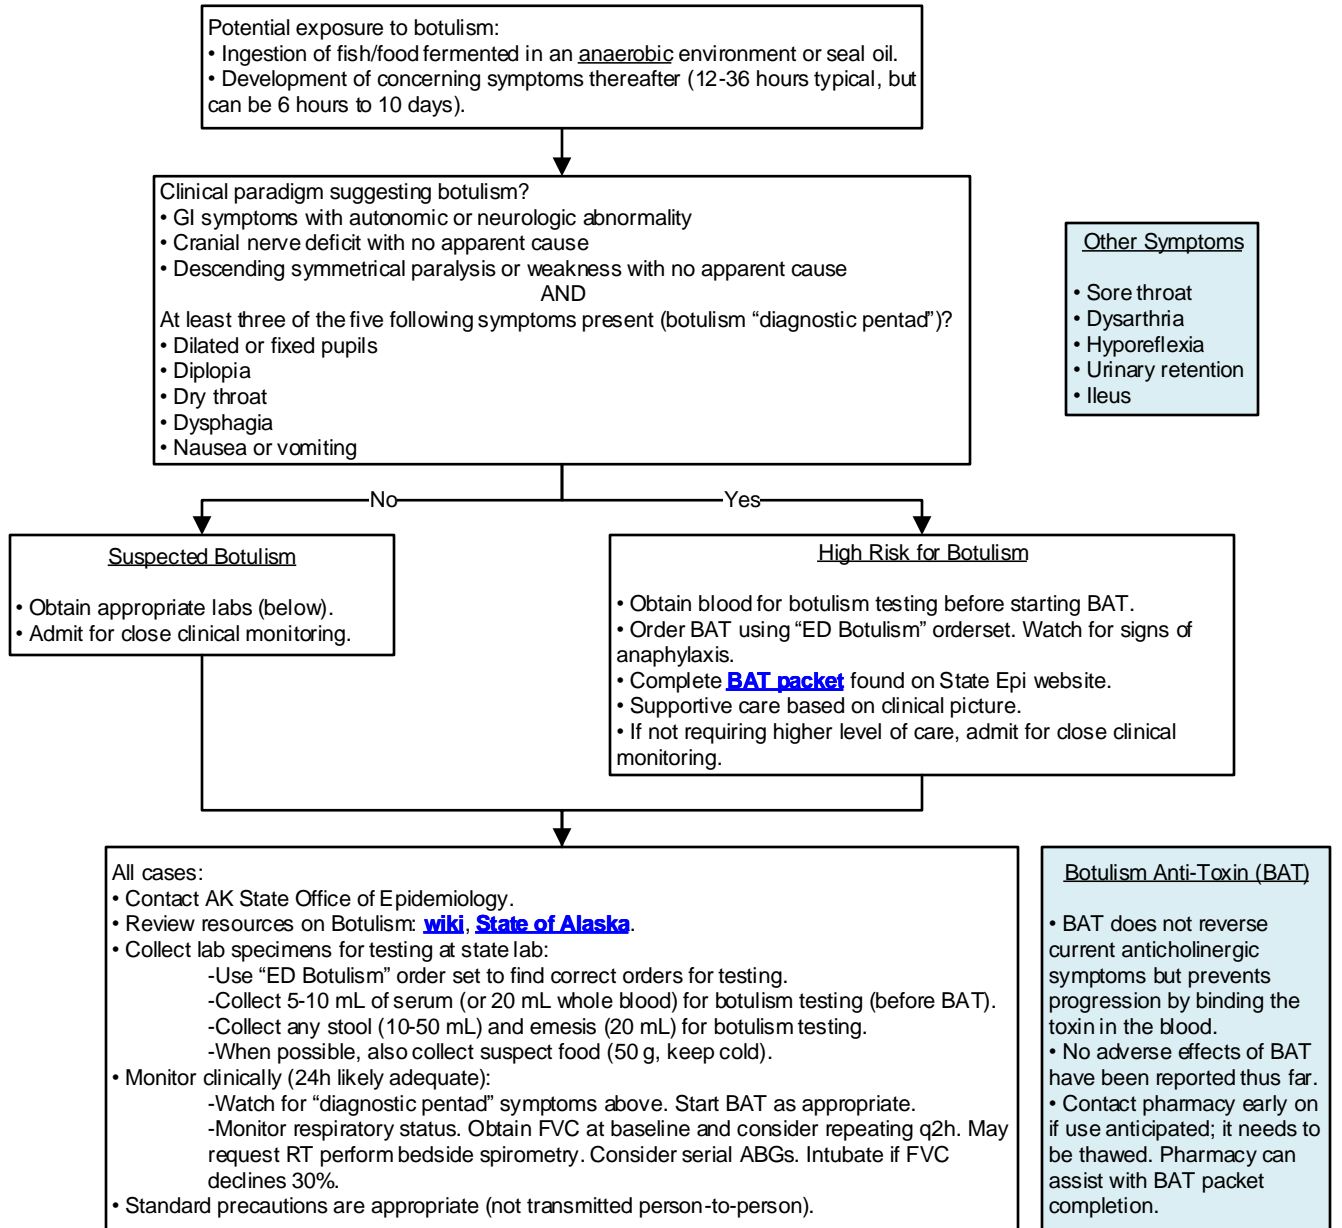 Potential exposure to botulism:
• Ingestion of fish/food fermented in an anaerobic environment or seal oil.
• Development of concerning symptoms thereafter (12-36 hours typical, but
can be 6 hours to 10 days).
Clinical paradigm suggesting botulism?
• GI symptoms with autonomic or neurologic abnormality
• Cranial nerve deficit with no apparent cause
• Descending symmetrical paralysis or weakness with no apparent cause
AND
At least three of the five following symptoms present (botulism “diagnostic pentad”)?
• Dilated or fixed pupils
• Diplopia
• Dry throat
• Dysphagia
• Nausea or vomiting
Other Symptoms
• Sore throat
• Dysarthria
• Hyporeflexia
• Urinary retention
• Ileus
No
Yes
Suspected Botulism
• Obtain appropriate labs (below).
• Admit for close clinical monitoring.
High Risk for Botulism
• Obtain blood for botulism testing before starting BAT.
• Order BAT using “ED Botulism” orderset. Watch for signs of
anaphylaxis.
• Complete BAT packet found on State Epi website.
• Supportive care based on clinical picture.
• If not requiring higher level of care, admit for close clinical
monitoring.
All cases:
• Contact AK State Office of Epidemiology.
• Review resources on Botulism: wiki, State of Alaska.
• Collect lab specimens for testing at state lab:
-Use “ED Botulism” order set to find correct orders for testing.
-Collect 5-10 mL of serum (or 20 mL whole blood) for botulism testing (before BAT).
-Collect any stool (10-50 mL) and emesis (20 mL) for botulism testing.
-When possible, also collect suspect food (50 g, keep cold).
• Monitor clinically (24h likely adequate):
-Watch for “diagnostic pentad” symptoms above. Start BAT as appropriate.
-Monitor respiratory status. Obtain FVC at baseline and consider repeating q2h. May
request RT perform bedside spirometry. Consider serial ABGs. Intubate if FVC
declines 30%.
• Standard precautions are appropriate (not transmitted person-to-person).
Botulism Anti-Toxin (BAT)
• BAT does not reverse
current anticholinergic
symptoms but prevents
progression by binding the
toxin in the blood.
• No adverse effects of BAT
have been reported thus far.
• Contact pharmacy early on
if use anticipated; it needs to
be thawed. Pharmacy can
assist with BAT packet
completion.